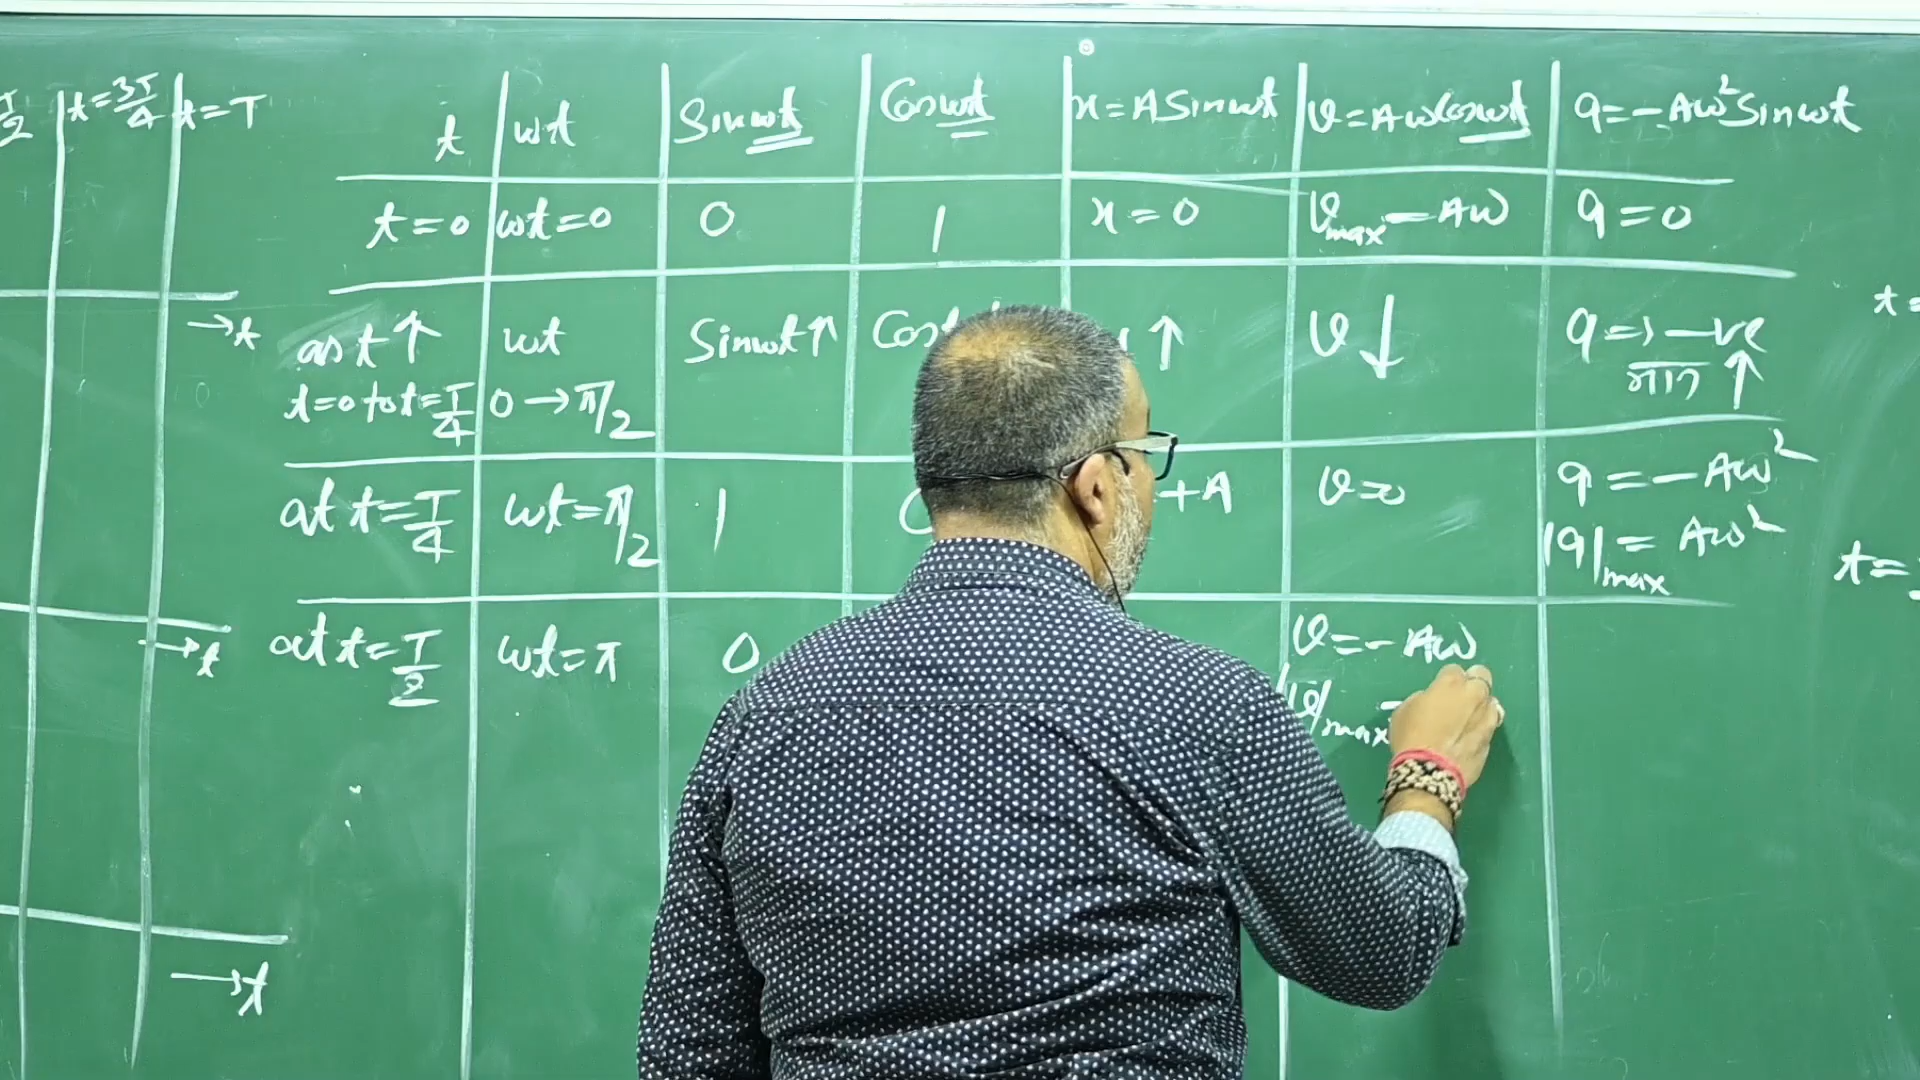 t=3T/4 t=T
t ωt Sinωt Cosωt x=ASinωt v=AωCosωt a=-Aω²Sinωt
t=0 ωt=0 0 1 x=0 vmax=Aω a=0
as t↑ ωt Sinωt↑ ↑ v↓ a=>-ve
t=0 to t=T/4 0→π/2 मान↑
at t=T/4 ωt=π/2 1 +A v=0 a=-Aω²
|a|max=Aω²
at t=T/2 ωt=π 0 v=-Aω
|v|max
→t
→t
→t
t=
t=